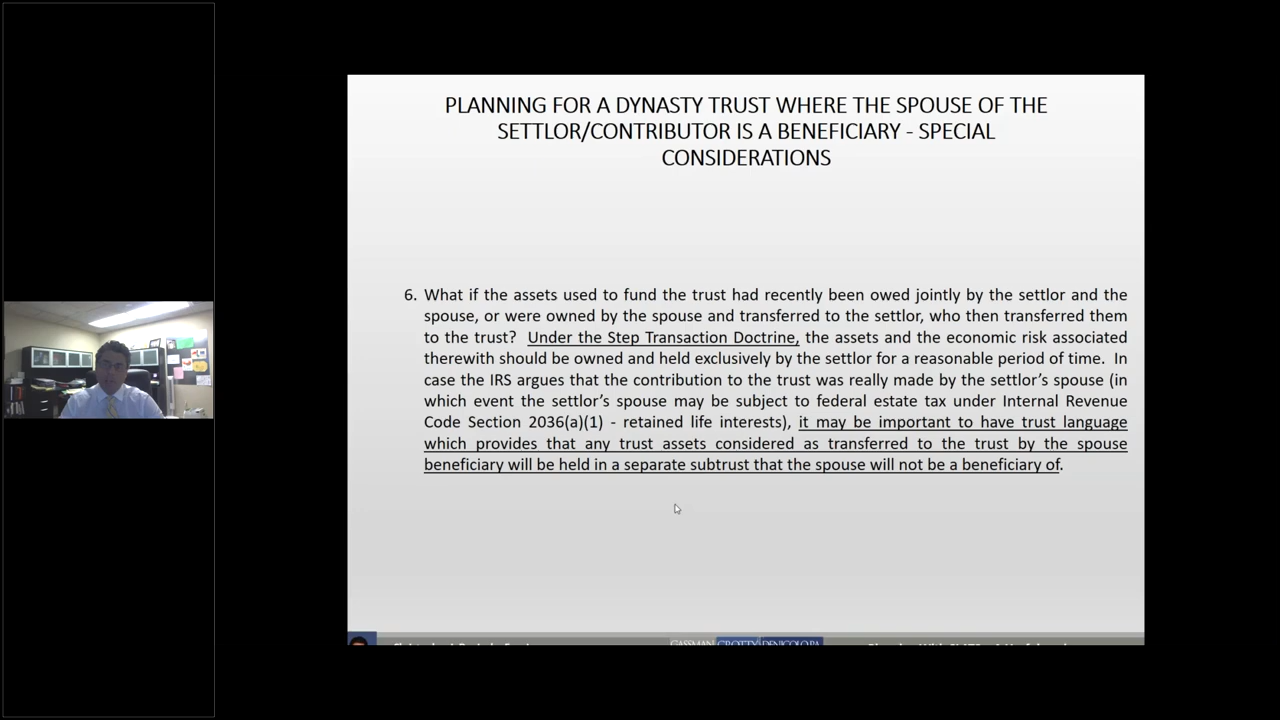 PLANNING FOR A DYNASTY TRUST WHERE THE SPOUSE OF THE
SETTLOR/CONTRIBUTOR IS A BENEFICIARY - SPECIAL
CONSIDERATIONS
6. What if the assets used to fund the trust had recently been owed jointly by the settlor and the
spouse, or were owned by the spouse and transferred to the settlor, who then transferred them
to the trust? Under the Step Transaction Doctrine, the assets and the economic risk associated
therewith should be owned and held exclusively by the settlor for a reasonable period of time. In
case the IRS argues that the contribution to the trust was really made by the settlor’s spouse (in
which event the settlor’s spouse may be subject to federal estate tax under Internal Revenue
Code Section 2036(a)(1) - retained life interests), it may be important to have trust language
which provides that any trust assets considered as transferred to the trust by the spouse
beneficiary will be held in a separate subtrust that the spouse will not be a beneficiary of.
GASSMAN CROTTY DENICOLO PA